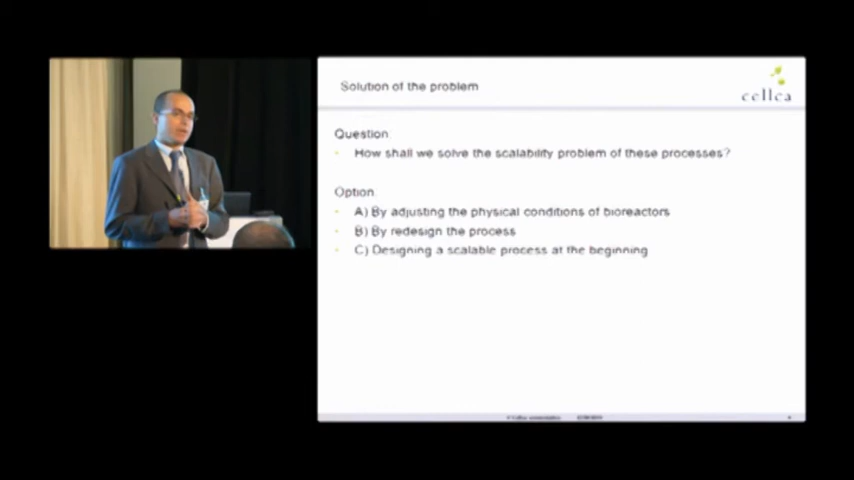 Solution of the problem
cellca
Question
How shall we solve the scalability problem of these processes?
Option
A) By adjusting the physical conditions of bioreactors
B) By redesign the process
C) Designing a scalable process at the beginning